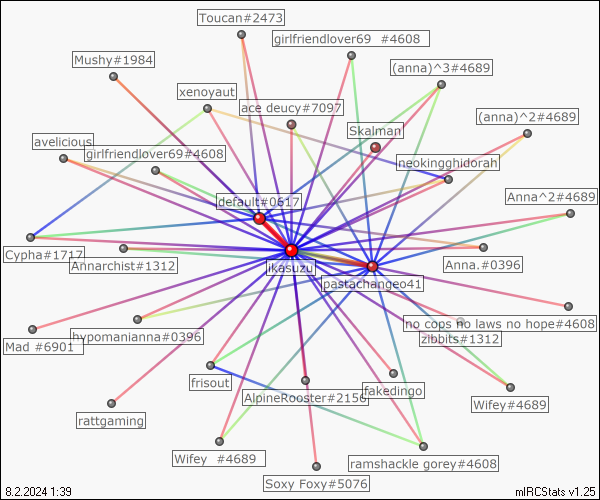 Toucan#2473
girlfriendlover69 #4608
Mushy#1984
(anna)^3#4689
xenoyaut
ace deucy#7097
(anna)^2#4689
Skalman
avelicious
girlfriendlover69#4608
neokingghidorah
default#0617
Anna^2#4689
Cypha#1717
Annarchist#1312
ikasuzu
Anna.#0396
pastachangeo41
no cops no laws no hope#4608
hypomanianna#0396
zibbits#1312
Mad #6901
frisout
fakedingo
AlpineRooster#2150
Wifey#4689
rattgaming
Wifey #4689
ramshackle gorey#4608
Soxy Foxy#5076
8.2.2024 1:39
mIRCStats v1.25